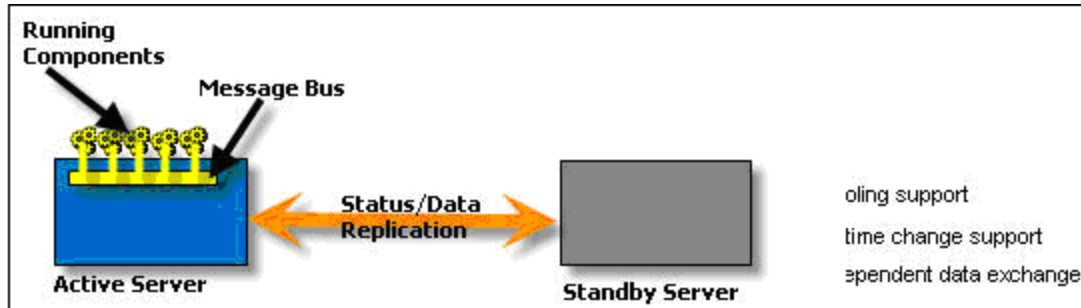 Running
Components
Message Bus
Status/Data
Replication
Active Server
Standby Server
oling support
time change support
ependent data exchange